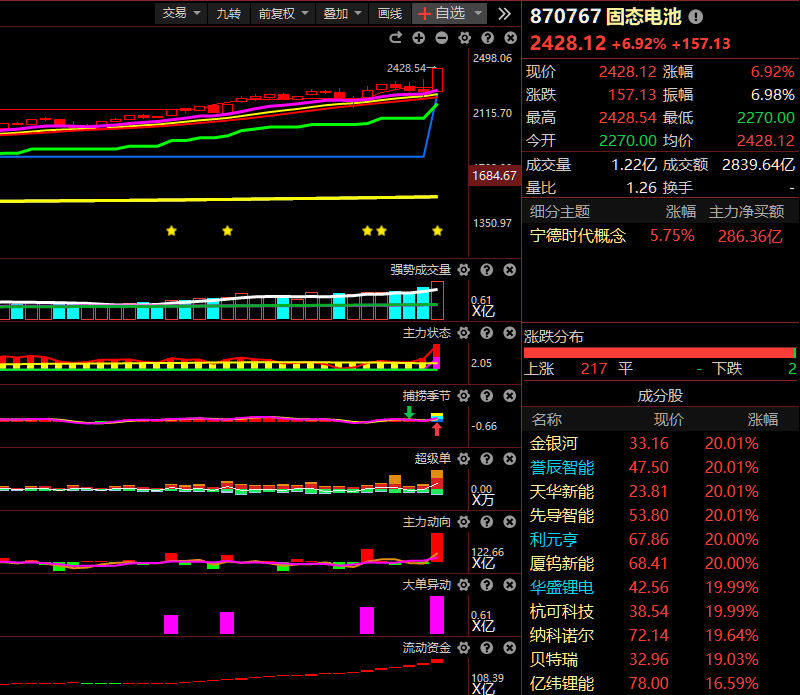 交易 九转 前复权 叠加 画线 +自选
870767 固态电池
2428.12 +6.92% +157.13
现价 2428.12 涨幅 6.92%
涨跌 157.13 振幅 6.98%
最高 2428.54 最低 2270.00
今开 2270.00 均价 2428.12
成交量 1.22亿 成交额 2839.64亿
量比 1.26 换手 -
细分主题 涨幅 主力净买额
宁德时代概念 5.75% 286.36亿
涨跌分布
上涨 217 平 - 下跌 2
成分股
名称 现价 涨幅
金银河 33.16 20.01%
誉辰智能 47.50 20.01%
天华新能 23.81 20.01%
先导智能 53.80 20.01%
利元亨 67.86 20.00%
厦钨新能 68.41 20.00%
华盛锂电 42.56 19.99%
杭可科技 38.54 19.99%
纳科诺尔 72.14 19.64%
贝特瑞 32.96 19.03%
亿纬锂能 78.00 16.59%
2498.06
2428.54
2115.70
1684.67
1350.97
强势成交量
0.61
X亿
主力状态
2.05
捕捞季节
-0.66
超级单
0.00
X万
主力动向
122.66
X亿
大单异动
0.61
X亿
流动资金
108.39
X亿